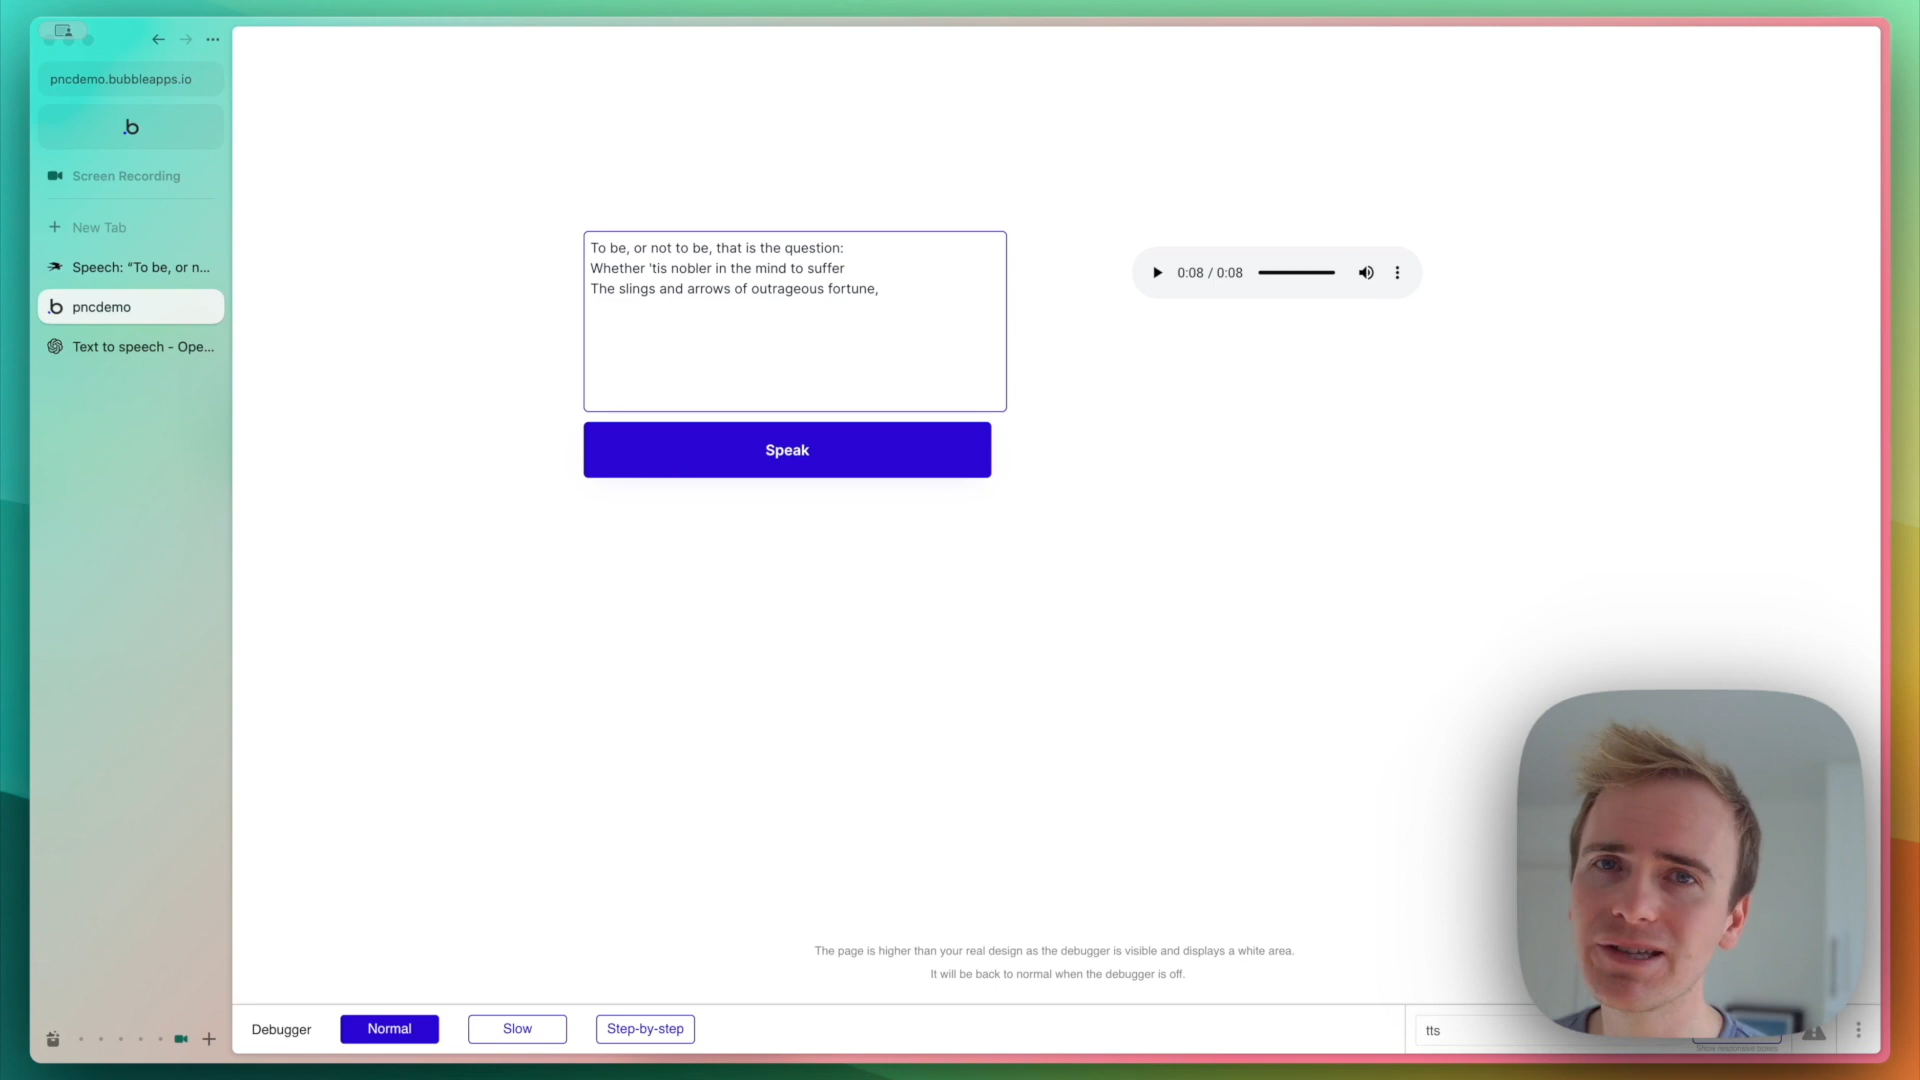 pncdemo.bubbleapps.io
.b
Screen Recording
New Tab
Speech: “To be, or n...
.b pncdemo
Text to speech - Ope...
To be, or not to be, that is the question:
Whether 'tis nobler in the mind to suffer
The slings and arrows of outrageous fortune,
Speak
0:08 / 0:08
The page is higher than your real design as the debugger is visible and displays a white area.
It will be back to normal when the debugger is off.
Debugger
Normal
Slow
Step-by-step
tts
Show responsive boxes